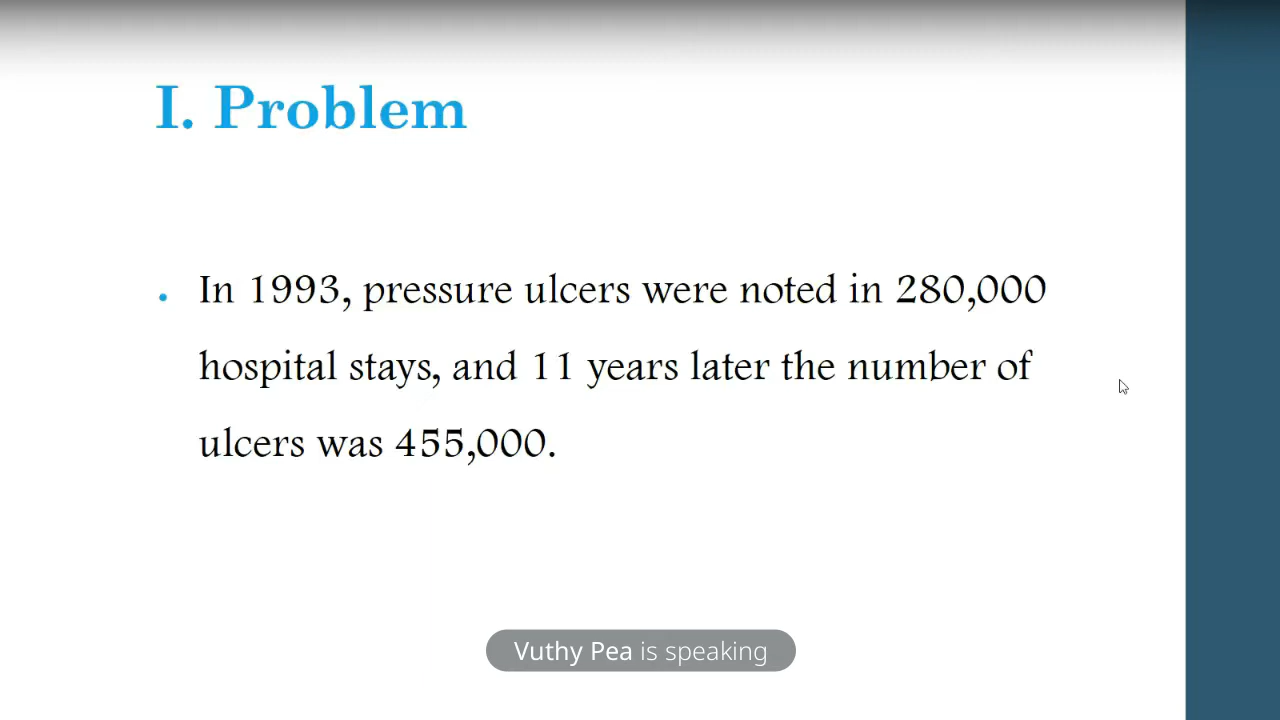 I. Problem
• In 1993, pressure ulcers were noted in 280,000
hospital stays, and 11 years later the number of
ulcers was 455,000.
Vuthy Pea is speaking